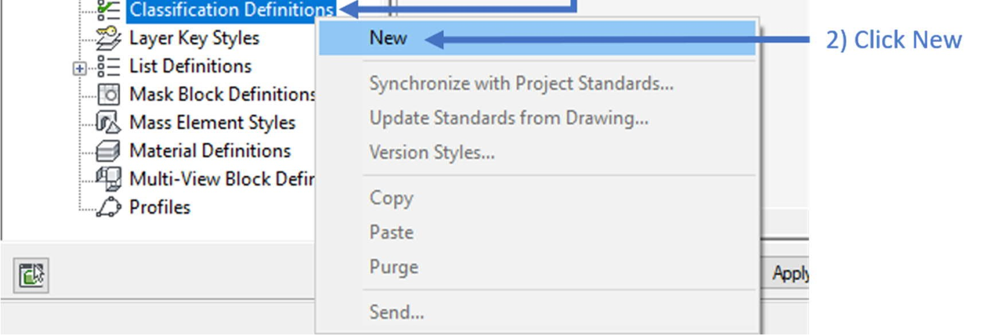 Classification Definitions
Layer Key Styles
List Definitions
Mask Block Definitions
Mass Element Styles
Material Definitions
Multi-View Block Defin
Profiles
New
Synchronize with Project Standards...
Update Standards from Drawing...
Version Styles...
Copy
Paste
Purge
Send...
2) Click New
Apply